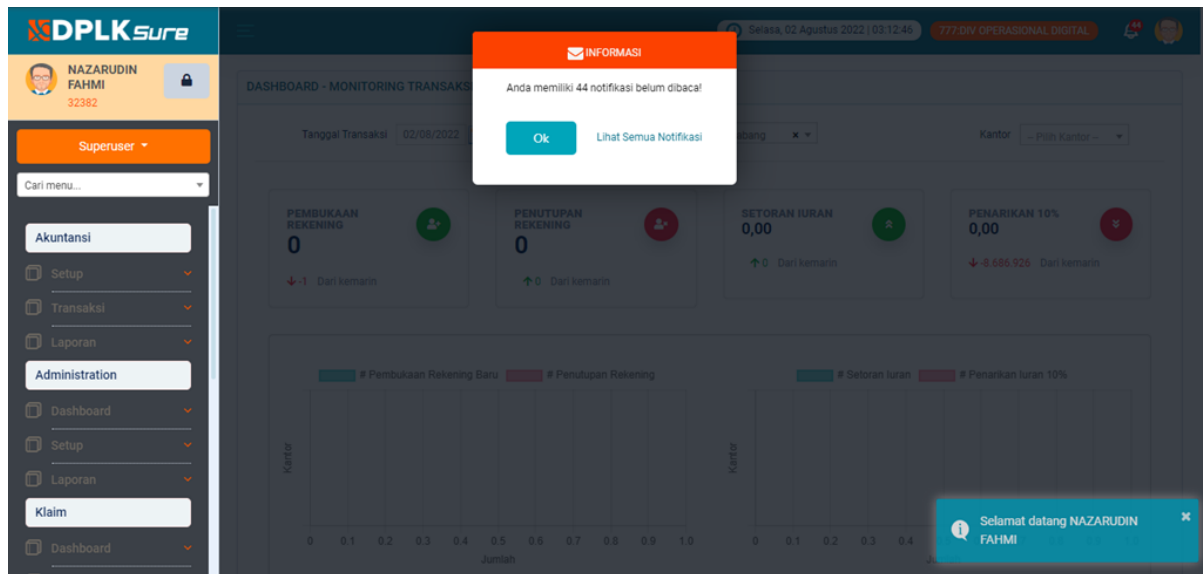 DPLKsure
NAZARUDIN
FAHMI
32382
Superuser
Cari menu...
Akuntansi
Setup
Transaksi
Laporan
Administration
Dashboard
Setup
Laporan
Klaim
Dashboard
Selasa, 02 Agustus 2022 | 03:12:46
777:DIV OPERASIONAL DIGITAL
44
INFORMASI
Anda memiliki 44 notifikasi belum dibaca!
Ok
Lihat Semua Notifikasi
DASHBOARD - MONITORING TRANSAKS
Tanggal Transaksi 02/08/2022
abang × Kantor -- Pilih Kantor --
PEMBUKAAN
REKENING
0
-1 Dari kemarin
PENUTUPAN
REKENING
0
0 Dari kemarin
SETORAN IURAN
0,00
0 Dari kemarin
PENARIKAN 10%
0,00
-8.686.926 Dari kemarin
# Pembukaan Rekening Baru # Penutupan Rekening
Kantor
0 0.1 0.2 0.3 0.4 0.5 0.6 0.7 0.8 0.9 1.0
Jumlah
# Setoran Iuran # Penarikan Iuran 10%
Kantor
0 0.1 0.2 0.3 0.4
Selamat datang NAZARUDIN
FAHMI
×